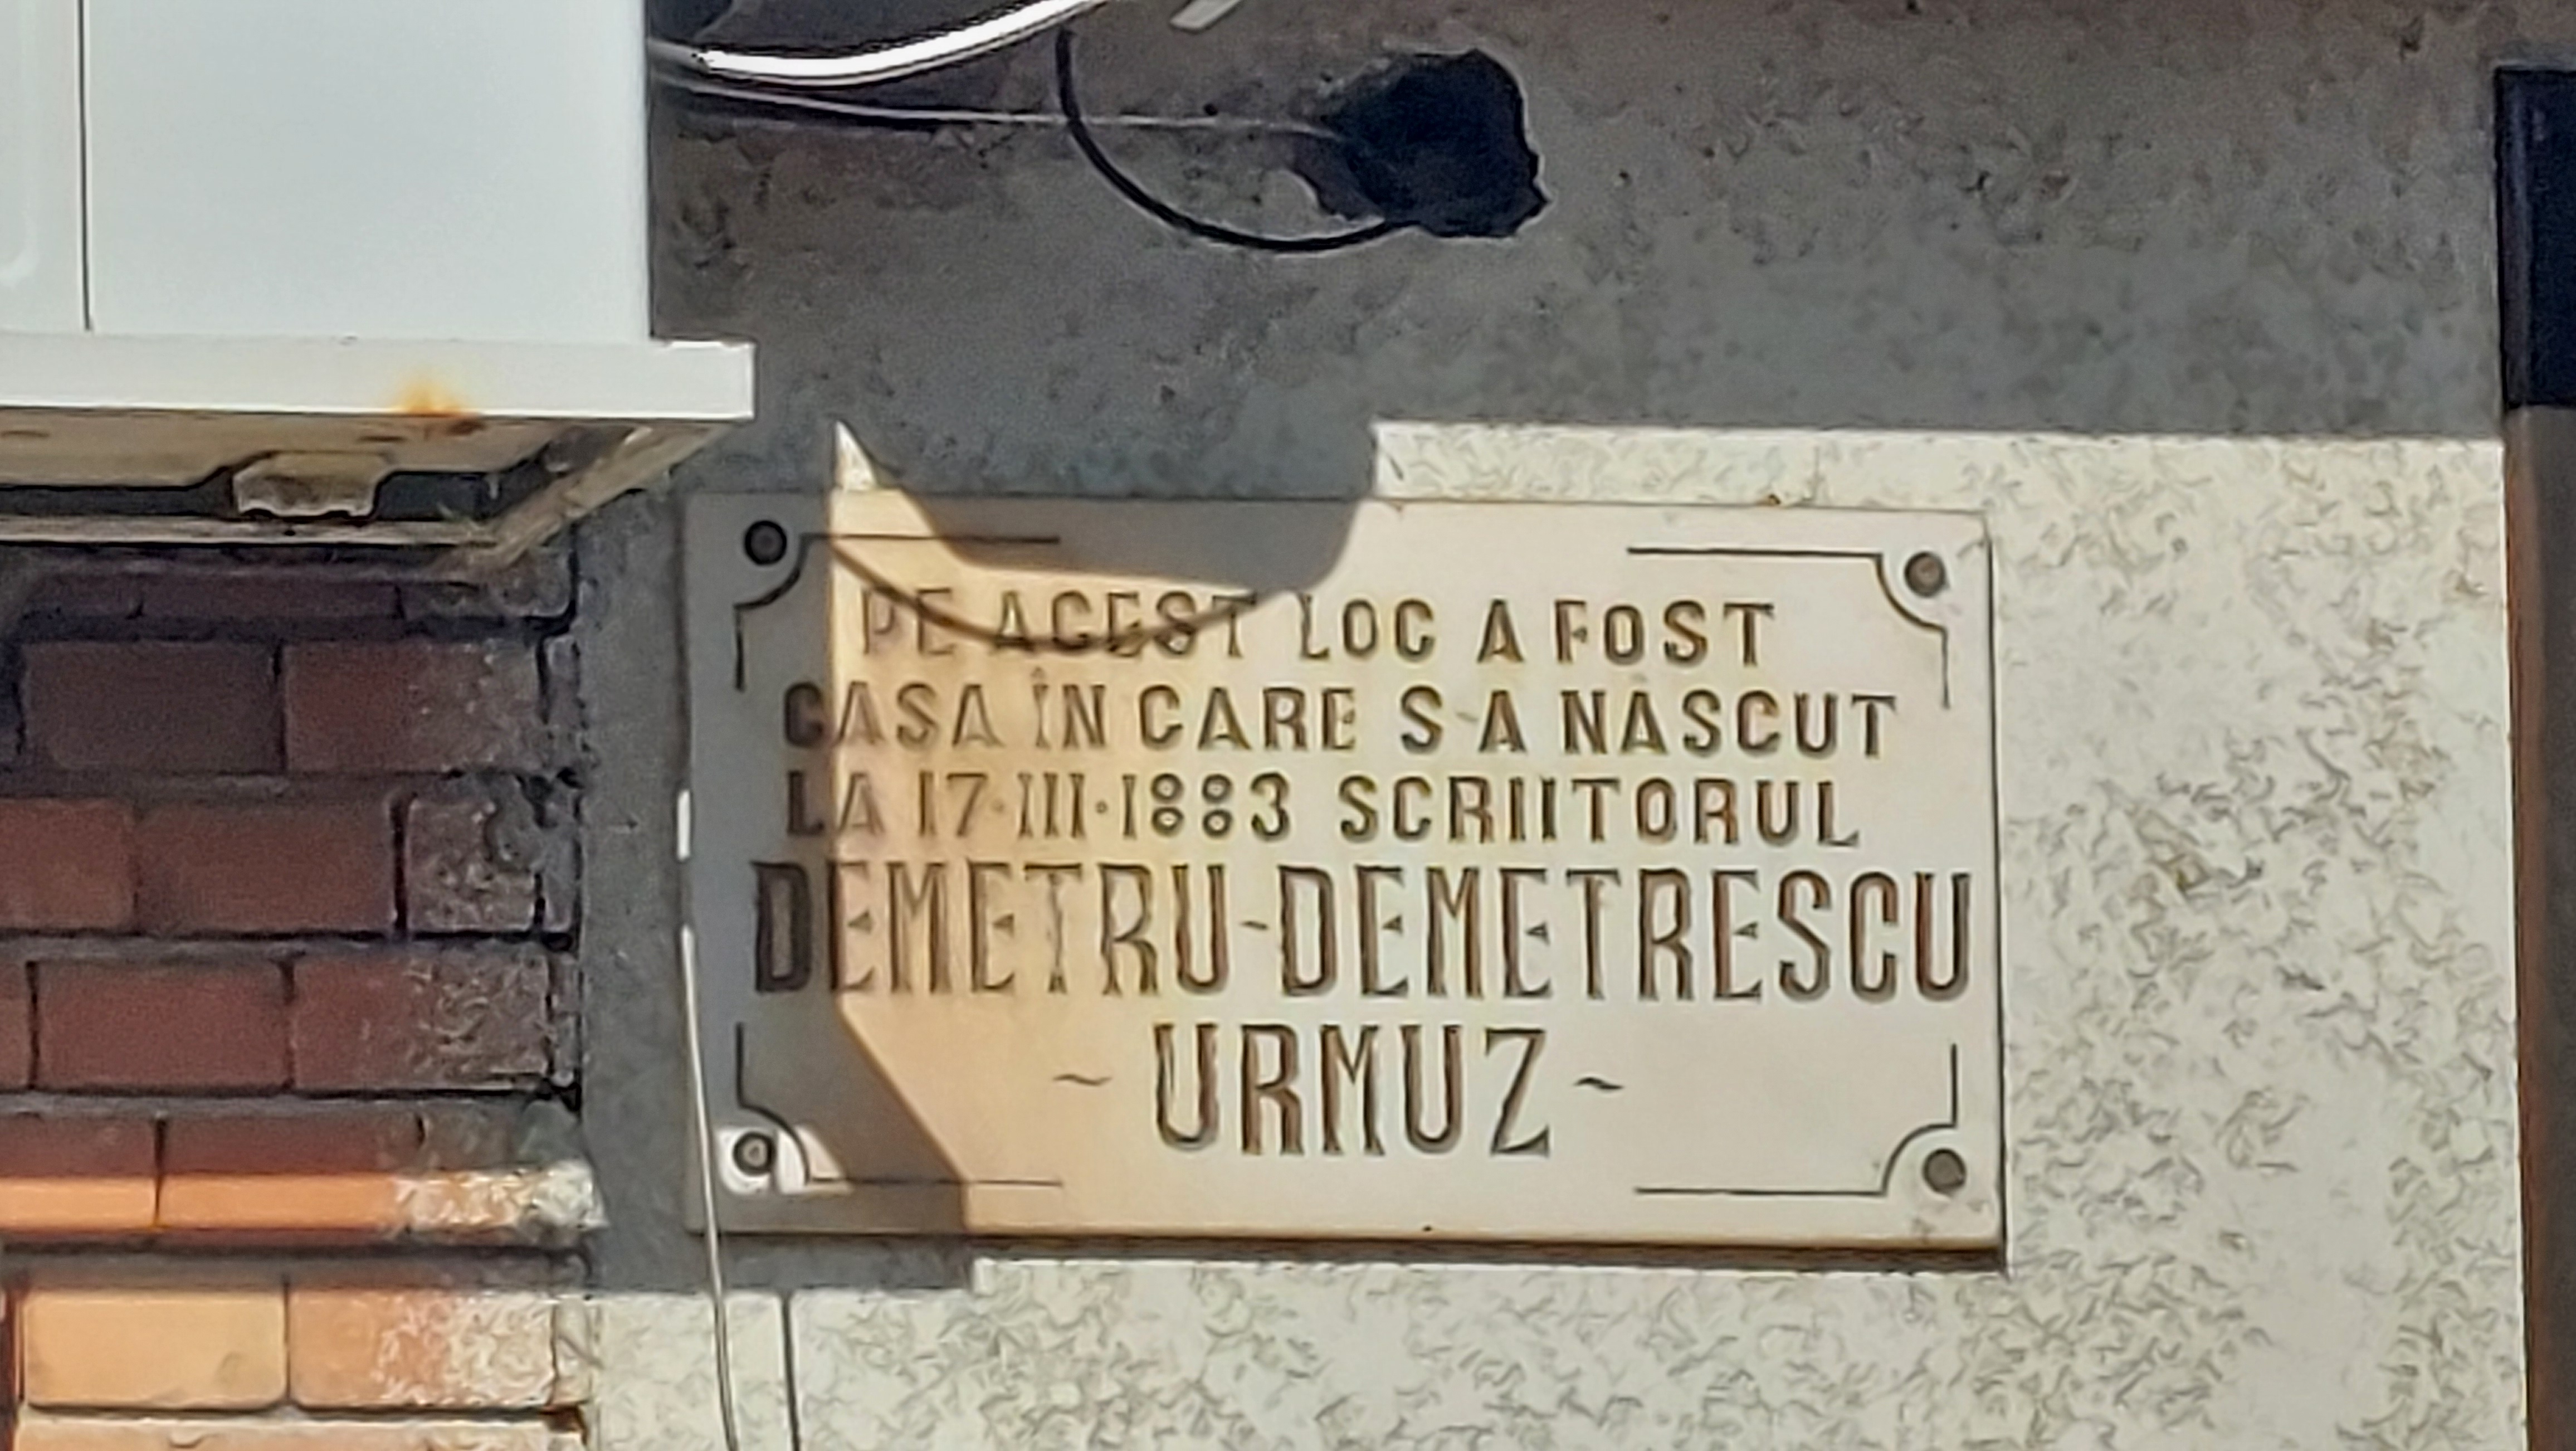 PE ACEST LOC A FOST
CASA ÎN CARE S-A NASCUT
LA 17·III·1883 SCRIITORUL
DEMETRU-DEMETRESCU
~ URMUZ ~